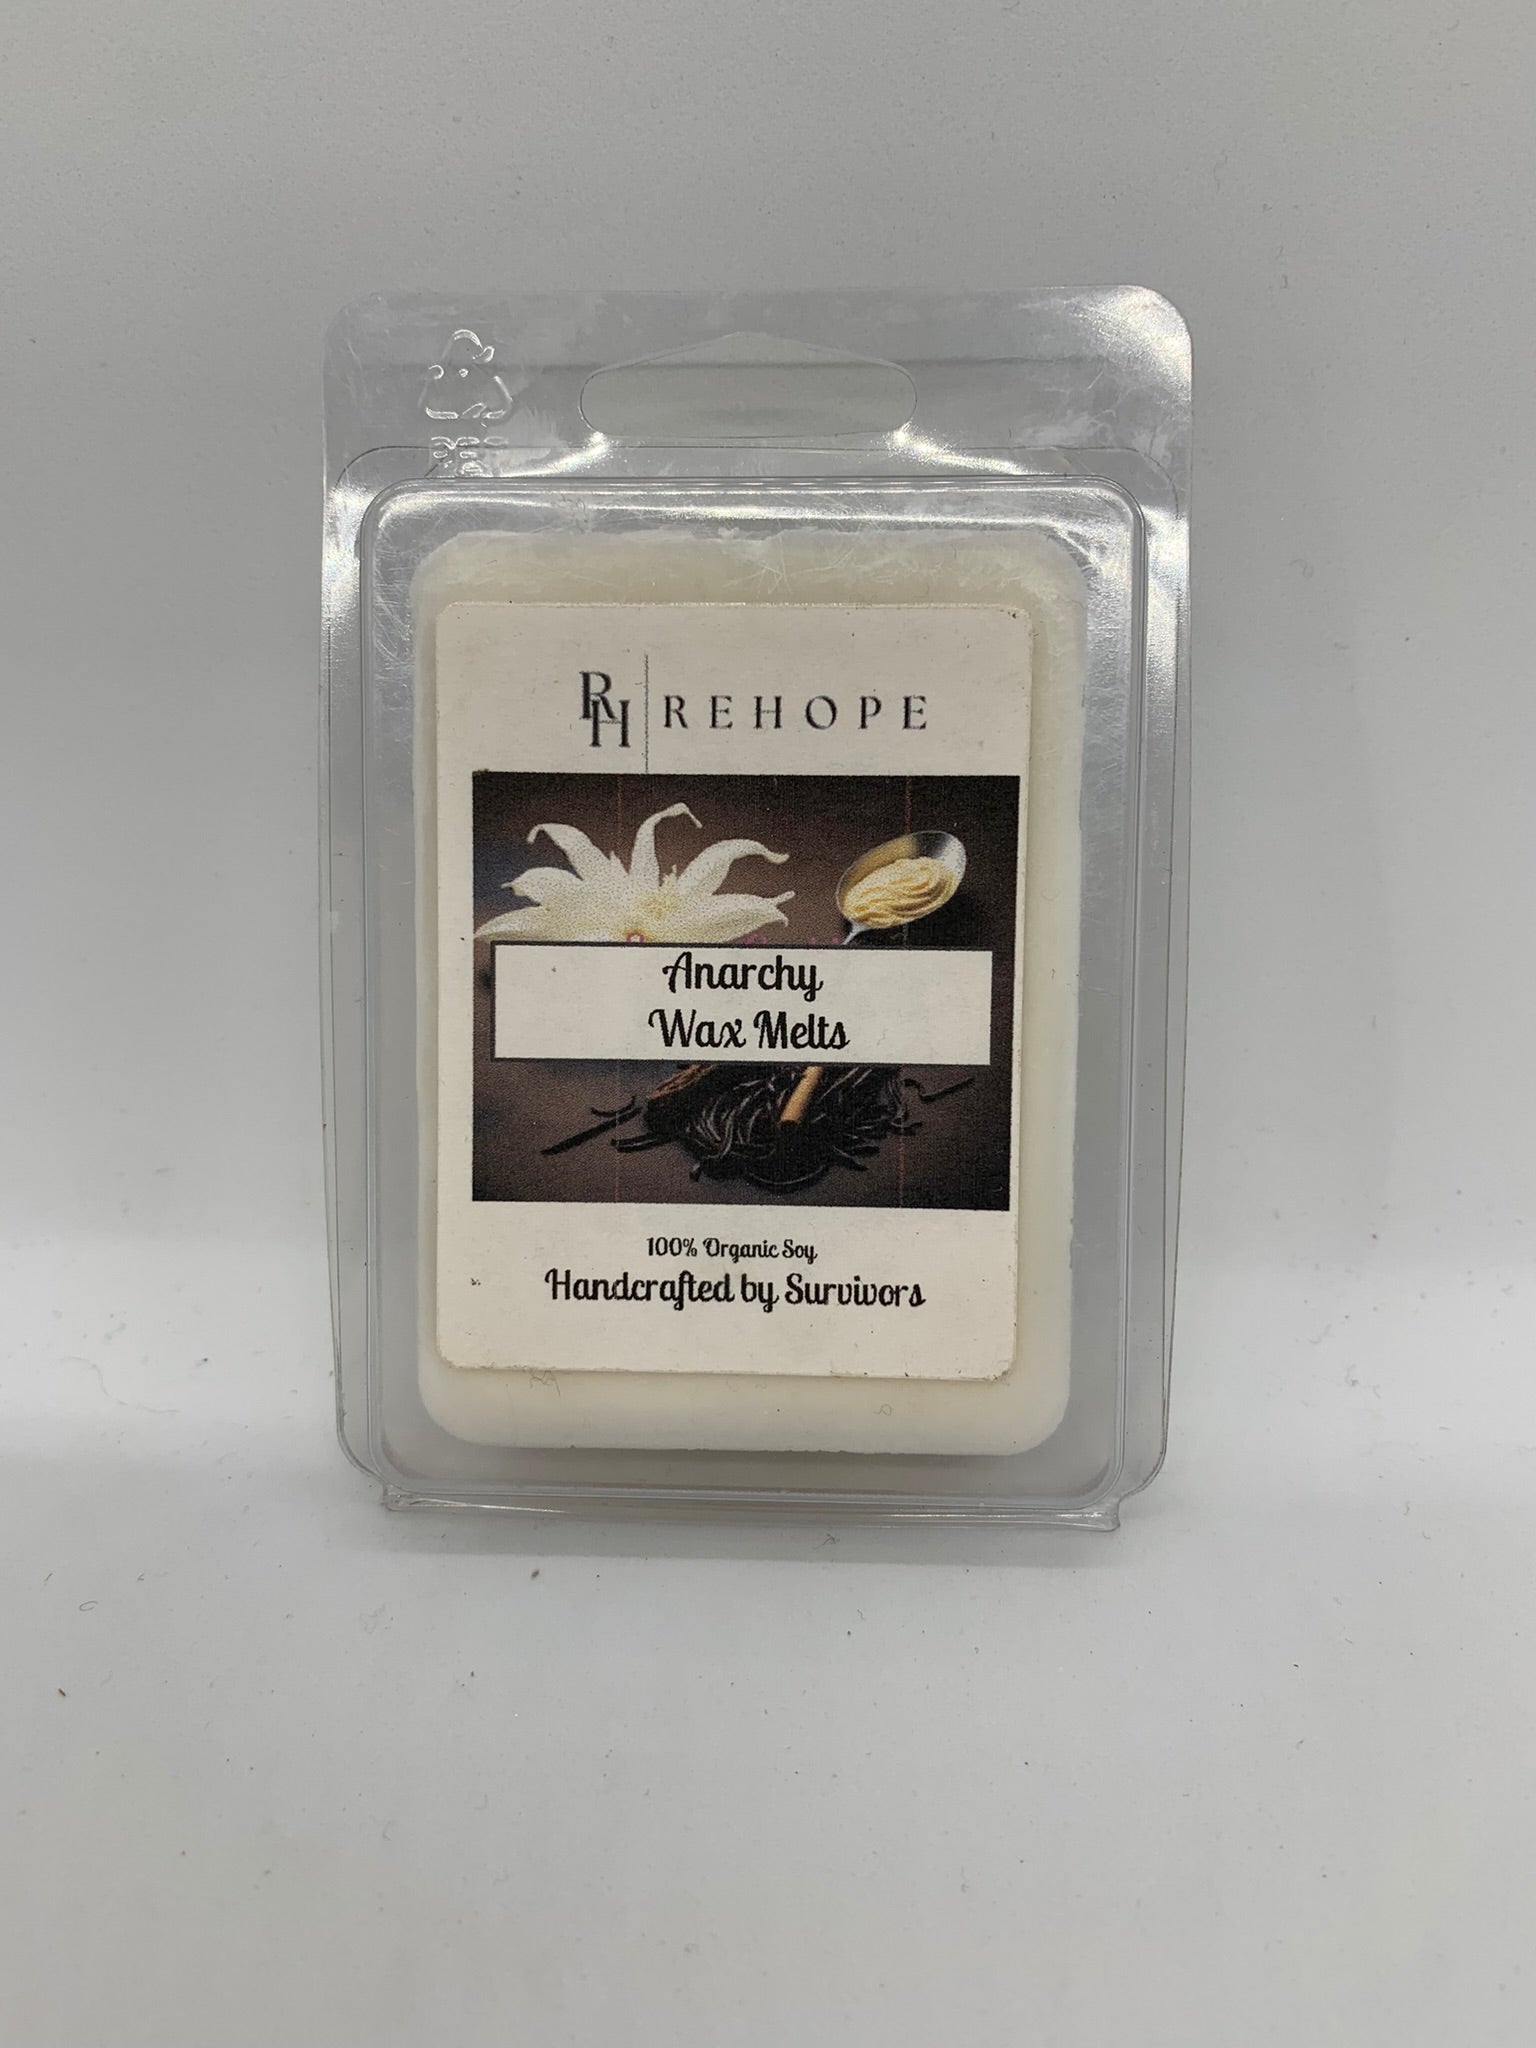 RH REHOPE
Anarchy
Wax Melts
100% Organic Soy
Handcrafted by Survivors